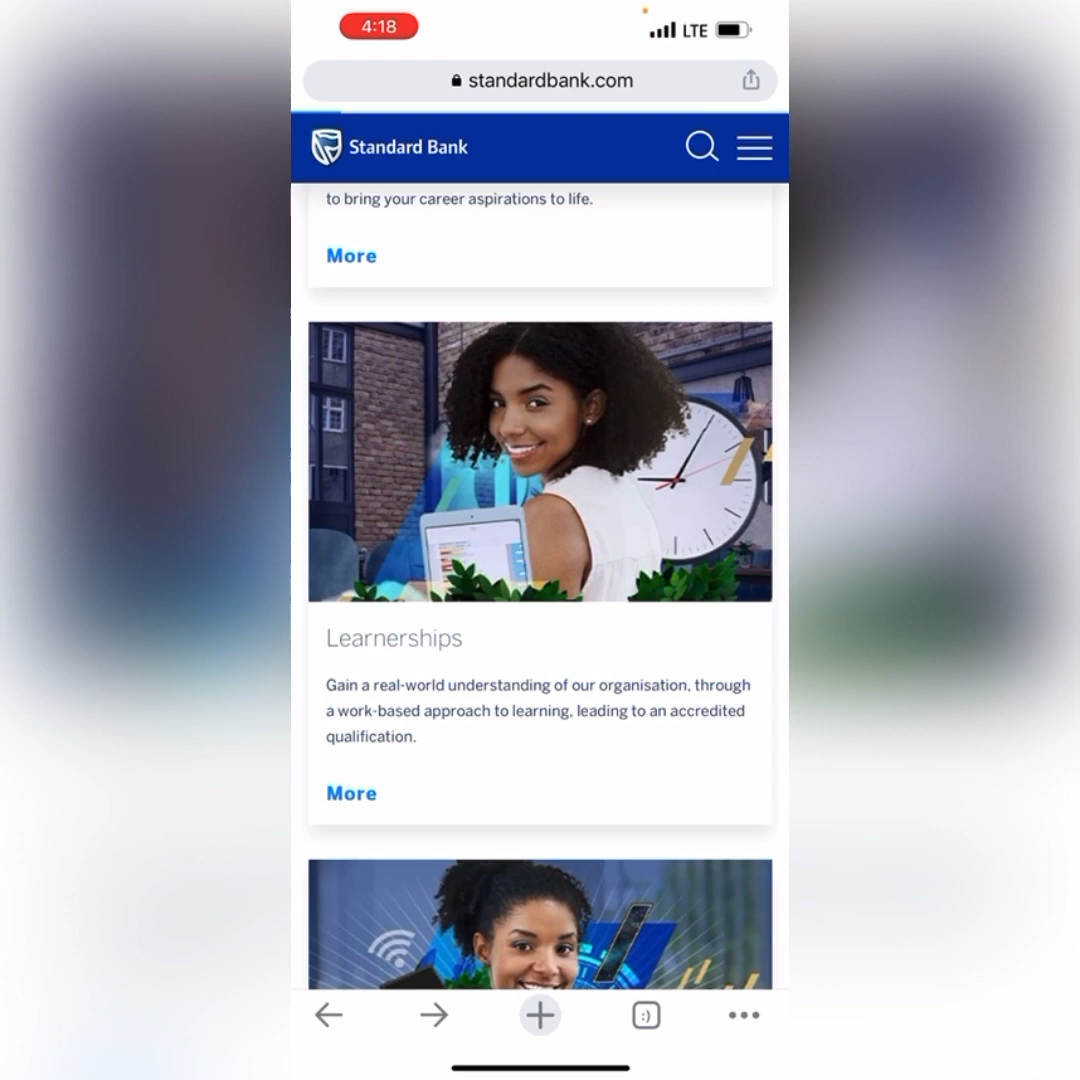 4:18
LTE
standardbank.com
Standard Bank
to bring your career aspirations to life.
More
Learnerships
Gain a real-world understanding of our organisation, through
a work-based approach to learning, leading to an accredited
qualification.
More
:)